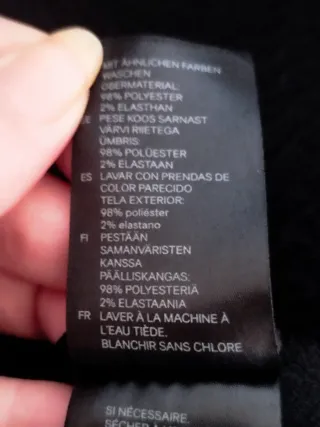 MIT ÄHNLICHEN FARBEN
WASCHEN
OBERMATERIAL:
98% POLYESTER
2% ELASTHAN
EE PESE KOOS SARNAST
VÄRVI RIIETEGA
ÜMBRIS:
98% POLÜESTER
2% ELASTAAN
ES LAVAR CON PRENDAS DE
COLOR PARECIDO
TELA EXTERIOR:
98% poliéster
2% elastano
FI PESTÄÄN
SAMANVÄRISTEN
KANSSA
PÄÄLLISKANGAS:
98% POLYESTERIÄ
2% ELASTAANIA
FR LAVER À LA MACHINE À
L'EAU TIÈDE.
BLANCHIR SANS CHLORE
SI NÉCESSAIRE.
SÉCHER À